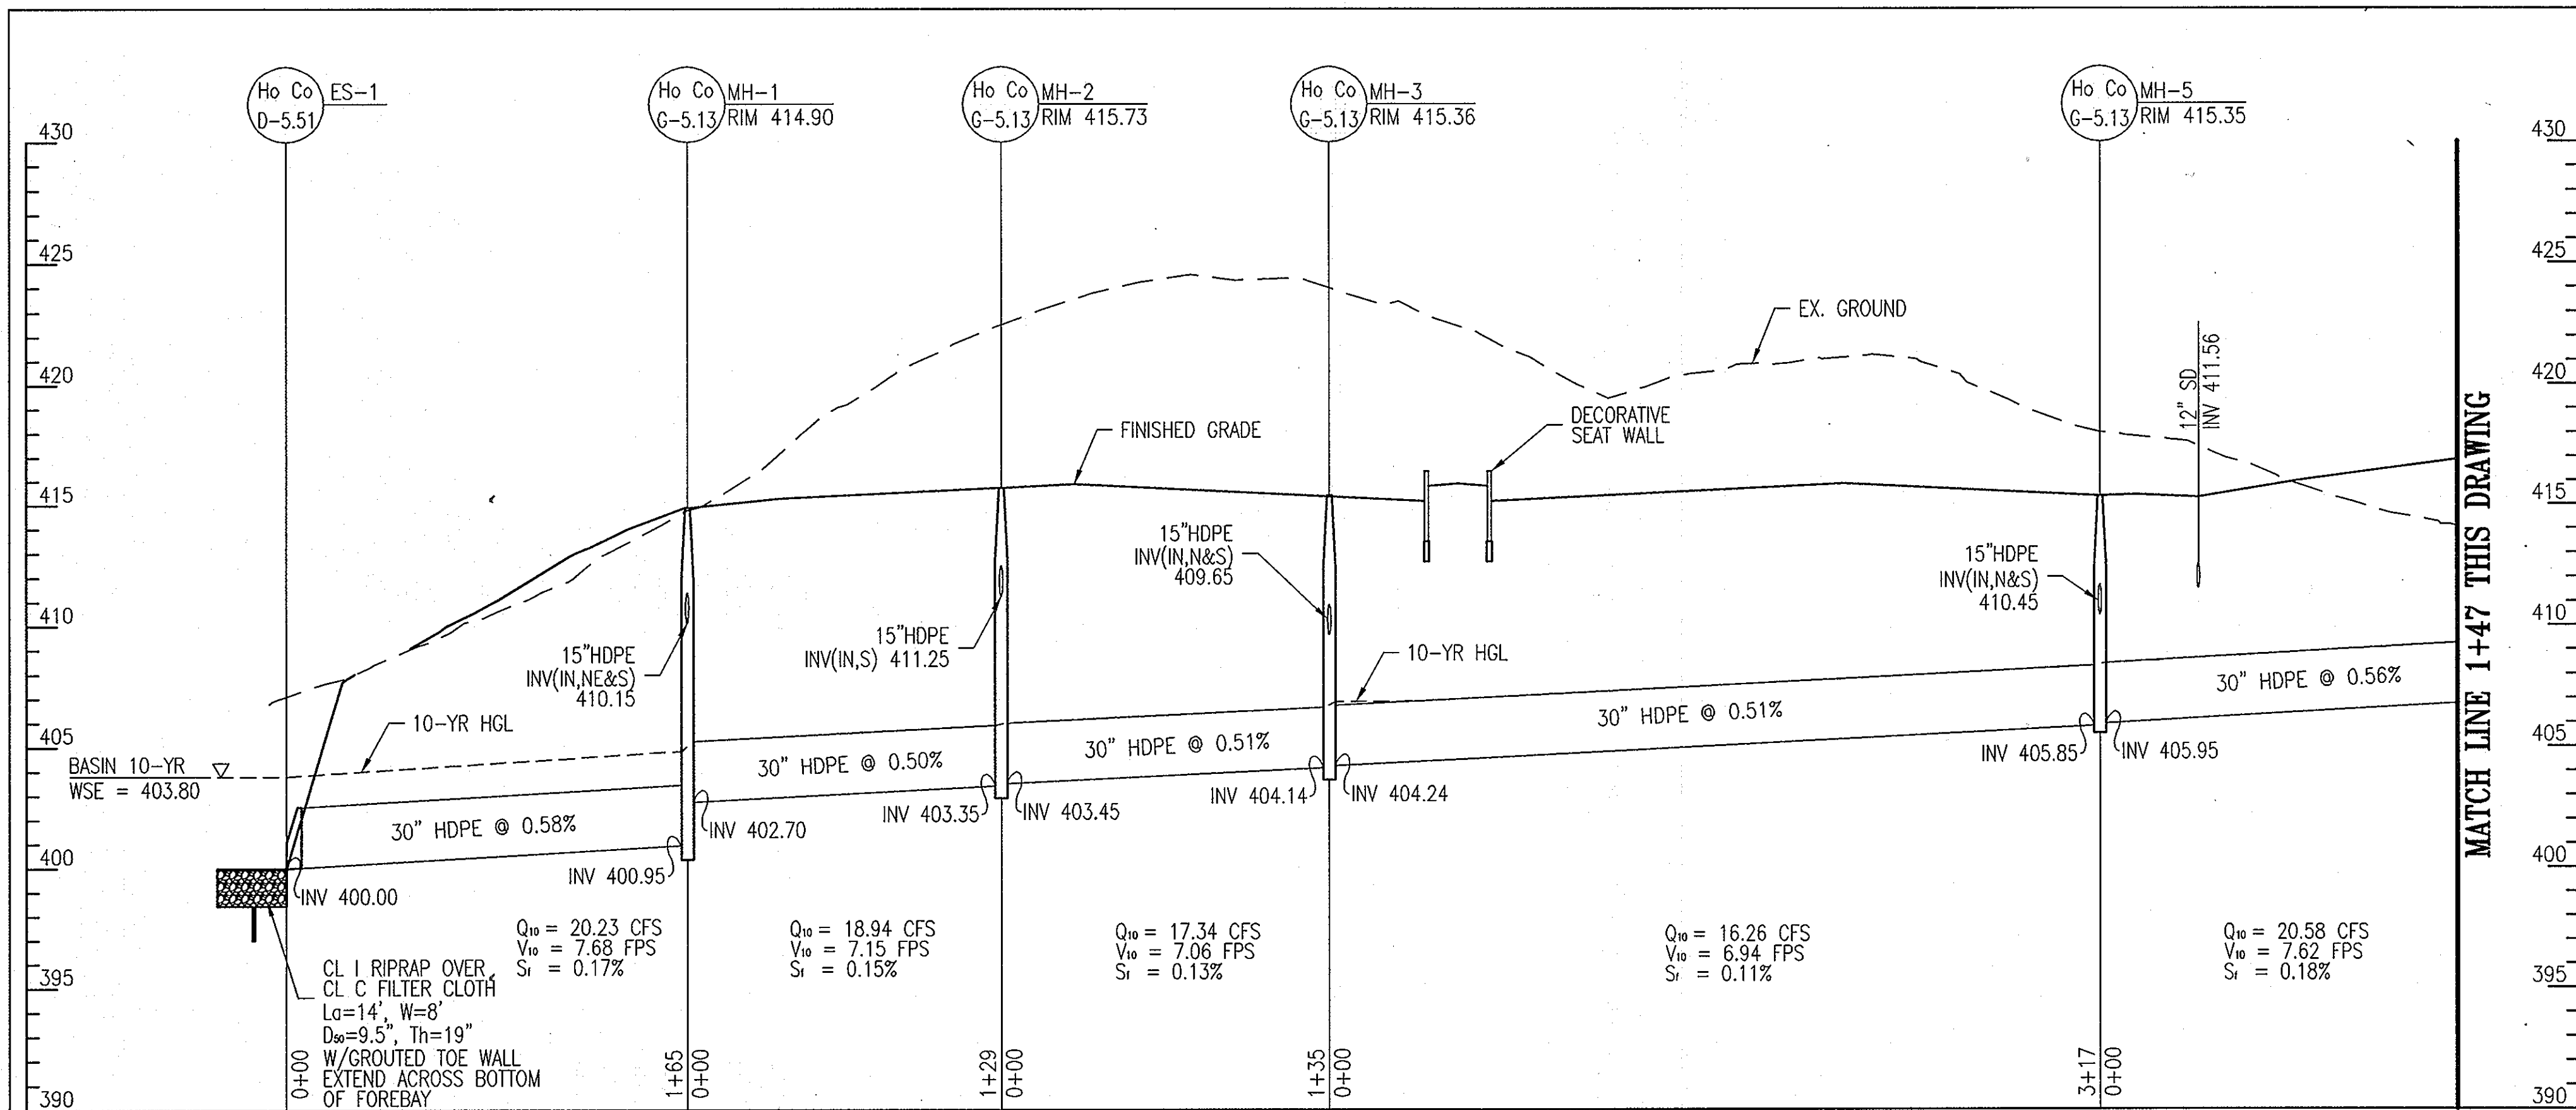 Ho Co
D-5.51
ES-1
Ho Co
G-5.13
MH-1
RIM 414.90
Ho Co
G-5.13
MH-2
RIM 415.73
Ho Co
G-5.13
MH-3
RIM 415.36
Ho Co
G-5.13
MH-5
RIM 415.35
430
425
420
415
410
405
400
395
390
430
425
420
415
410
405
400
395
390
EX. GROUND
FINISHED GRADE
DECORATIVE
SEAT WALL
12" SD
INV 411.56
MATCH LINE 1+47 THIS DRAWING
15"HDPE
INV(IN,NE&S)
410.15
15"HDPE
INV(IN,S) 411.25
15"HDPE
INV(IN,N&S)
409.65
15"HDPE
INV(IN,N&S)
410.45
10-YR HGL
10-YR HGL
BASIN 10-YR
WSE = 403.80
30" HDPE @ 0.58%
30" HDPE @ 0.50%
30" HDPE @ 0.51%
30" HDPE @ 0.51%
30" HDPE @ 0.56%
INV 400.00
INV 400.95
INV 402.70
INV 403.35
INV 403.45
INV 404.14
INV 404.24
INV 405.85
INV 405.95
Q10 = 20.23 CFS
V10 = 7.68 FPS
Sf = 0.17%
Q10 = 18.94 CFS
V10 = 7.15 FPS
Sf = 0.15%
Q10 = 17.34 CFS
V10 = 7.06 FPS
Sf = 0.13%
Q10 = 16.26 CFS
V10 = 6.94 FPS
Sf = 0.11%
Q10 = 20.58 CFS
V10 = 7.62 FPS
Sf = 0.18%
CL I RIPRAP OVER
CL C FILTER CLOTH
La=14', W=8'
D50=9.5", Th=19"
W/GROUTED TOE WALL
EXTEND ACROSS BOTTOM
OF FOREBAY
0+00
1+65
0+00
1+29
0+00
1+35
0+00
3+17
0+00